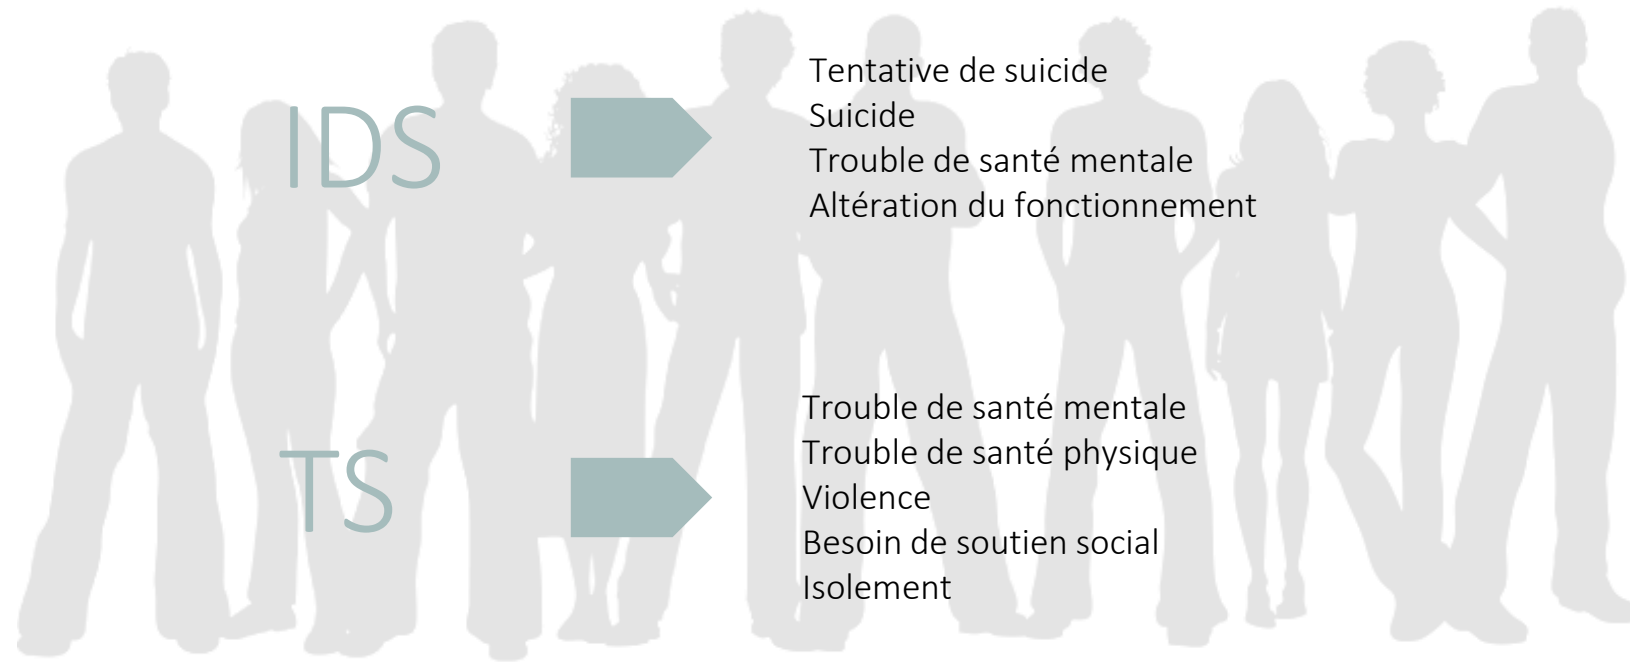 IDS
Tentative de suicide
Suicide
Trouble de santé mentale
Altération du fonctionnement
TS
Trouble de santé mentale
Trouble de santé physique
Violence
Besoin de soutien social
Isolement